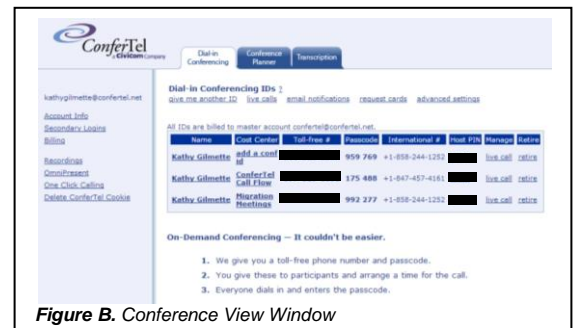 ConferTel
a Civicom Company
Dial-in Conferencing
Conference Planner
Transcription
kathygilmette@confertel.net
Account Info
Secondary Logins
Billing
Recordings
OmniPresent
One Click Calling
Delete ConferTel Cookie
Dial-in Conferencing IDs ?
give me another ID live calls email notifications request cards advanced settings
All IDs are billed to master account confertel@confertel.net.
Name Cost Center Toll-free # Passcode International # Host PIN Manage Retire
Kathy Gilmette add a conf id 959 769 +1-858-244-1252 live call retire
Kathy Gilmette ConferTel Call Flow 175 488 +1-847-457-4161 live call retire
Kathy Gilmette Migration Meetings 992 277 +1-858-244-1252 live call retire
On-Demand Conferencing — It couldn't be easier.
1. We give you a toll-free phone number and passcode.
2. You give these to participants and arrange a time for the call.
3. Everyone dials in and enters the passcode.
Figure B. Conference View Window